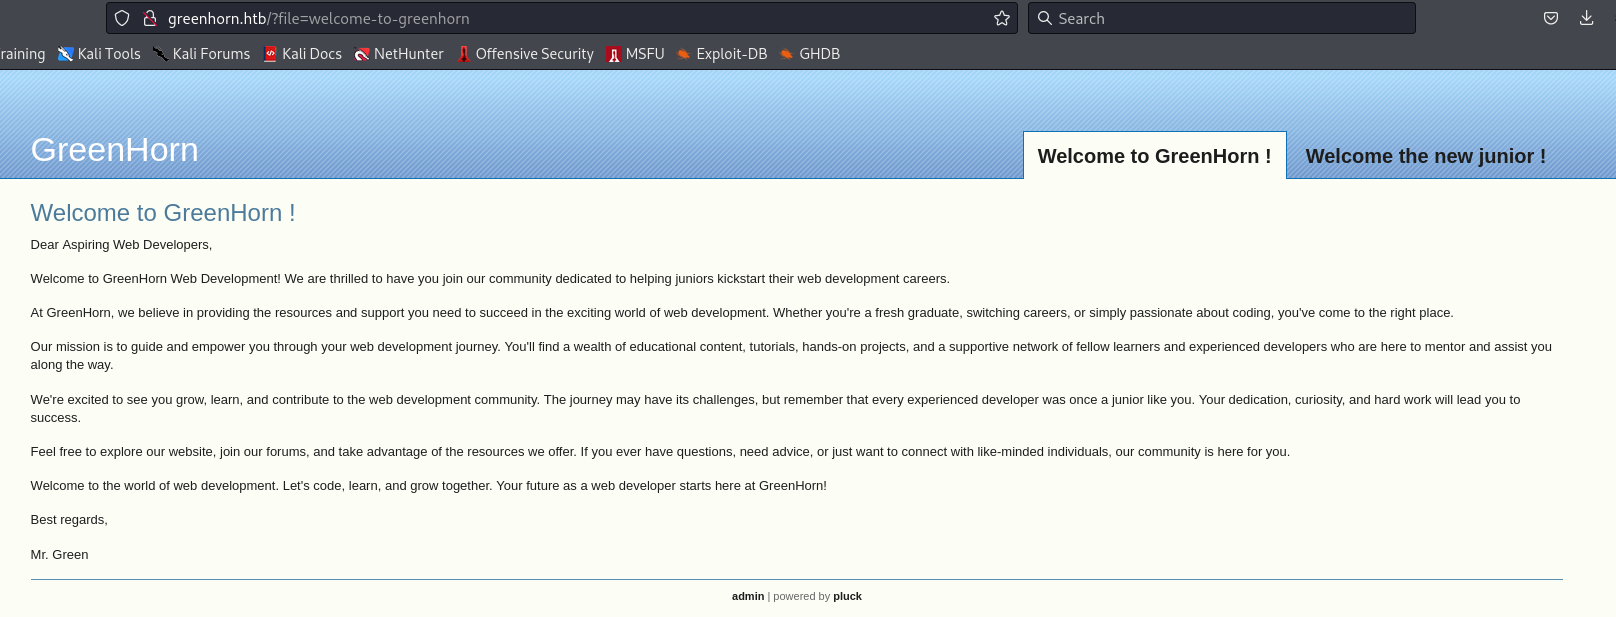 greenhorn.htb/?file=welcome-to-greenhorn
Search
raining Kali Tools Kali Forums Kali Docs NetHunter Offensive Security MSFU Exploit-DB GHDB
GreenHorn
Welcome to GreenHorn ! Welcome the new junior !
Welcome to GreenHorn !
Dear Aspiring Web Developers,
Welcome to GreenHorn Web Development! We are thrilled to have you join our community dedicated to helping juniors kickstart their web development careers.
At GreenHorn, we believe in providing the resources and support you need to succeed in the exciting world of web development. Whether you're a fresh graduate, switching careers, or simply passionate about coding, you've come to the right place.
Our mission is to guide and empower you through your web development journey. You'll find a wealth of educational content, tutorials, hands-on projects, and a supportive network of fellow learners and experienced developers who are here to mentor and assist you
along the way.
We're excited to see you grow, learn, and contribute to the web development community. The journey may have its challenges, but remember that every experienced developer was once a junior like you. Your dedication, curiosity, and hard work will lead you to
success.
Feel free to explore our website, join our forums, and take advantage of the resources we offer. If you ever have questions, need advice, or just want to connect with like-minded individuals, our community is here for you.
Welcome to the world of web development. Let's code, learn, and grow together. Your future as a web developer starts here at GreenHorn!
Best regards,
Mr. Green
admin | powered by pluck